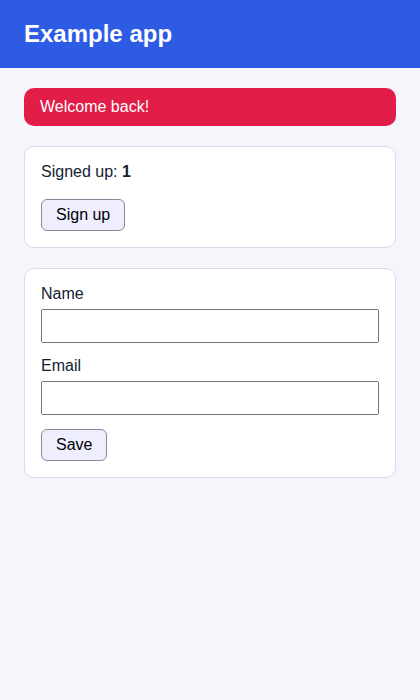 Example app
Welcome back!
Signed up: 1
Sign up
Name
Email
Save